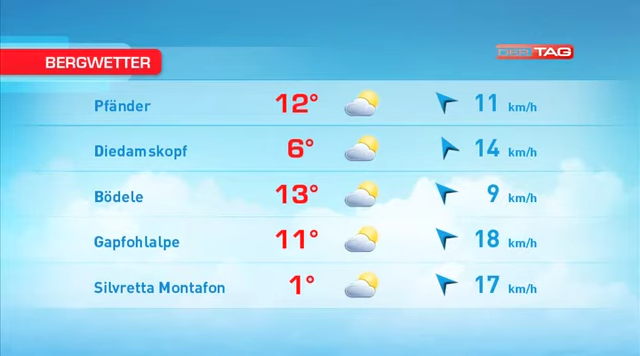 DER TAG
BERGWETTER
Pfänder 12° 11 km/h
Diedamskopf 6° 14 km/h
Bödele 13° 9 km/h
Gapfohlalpe 11° 18 km/h
Silvretta Montafon 1° 17 km/h